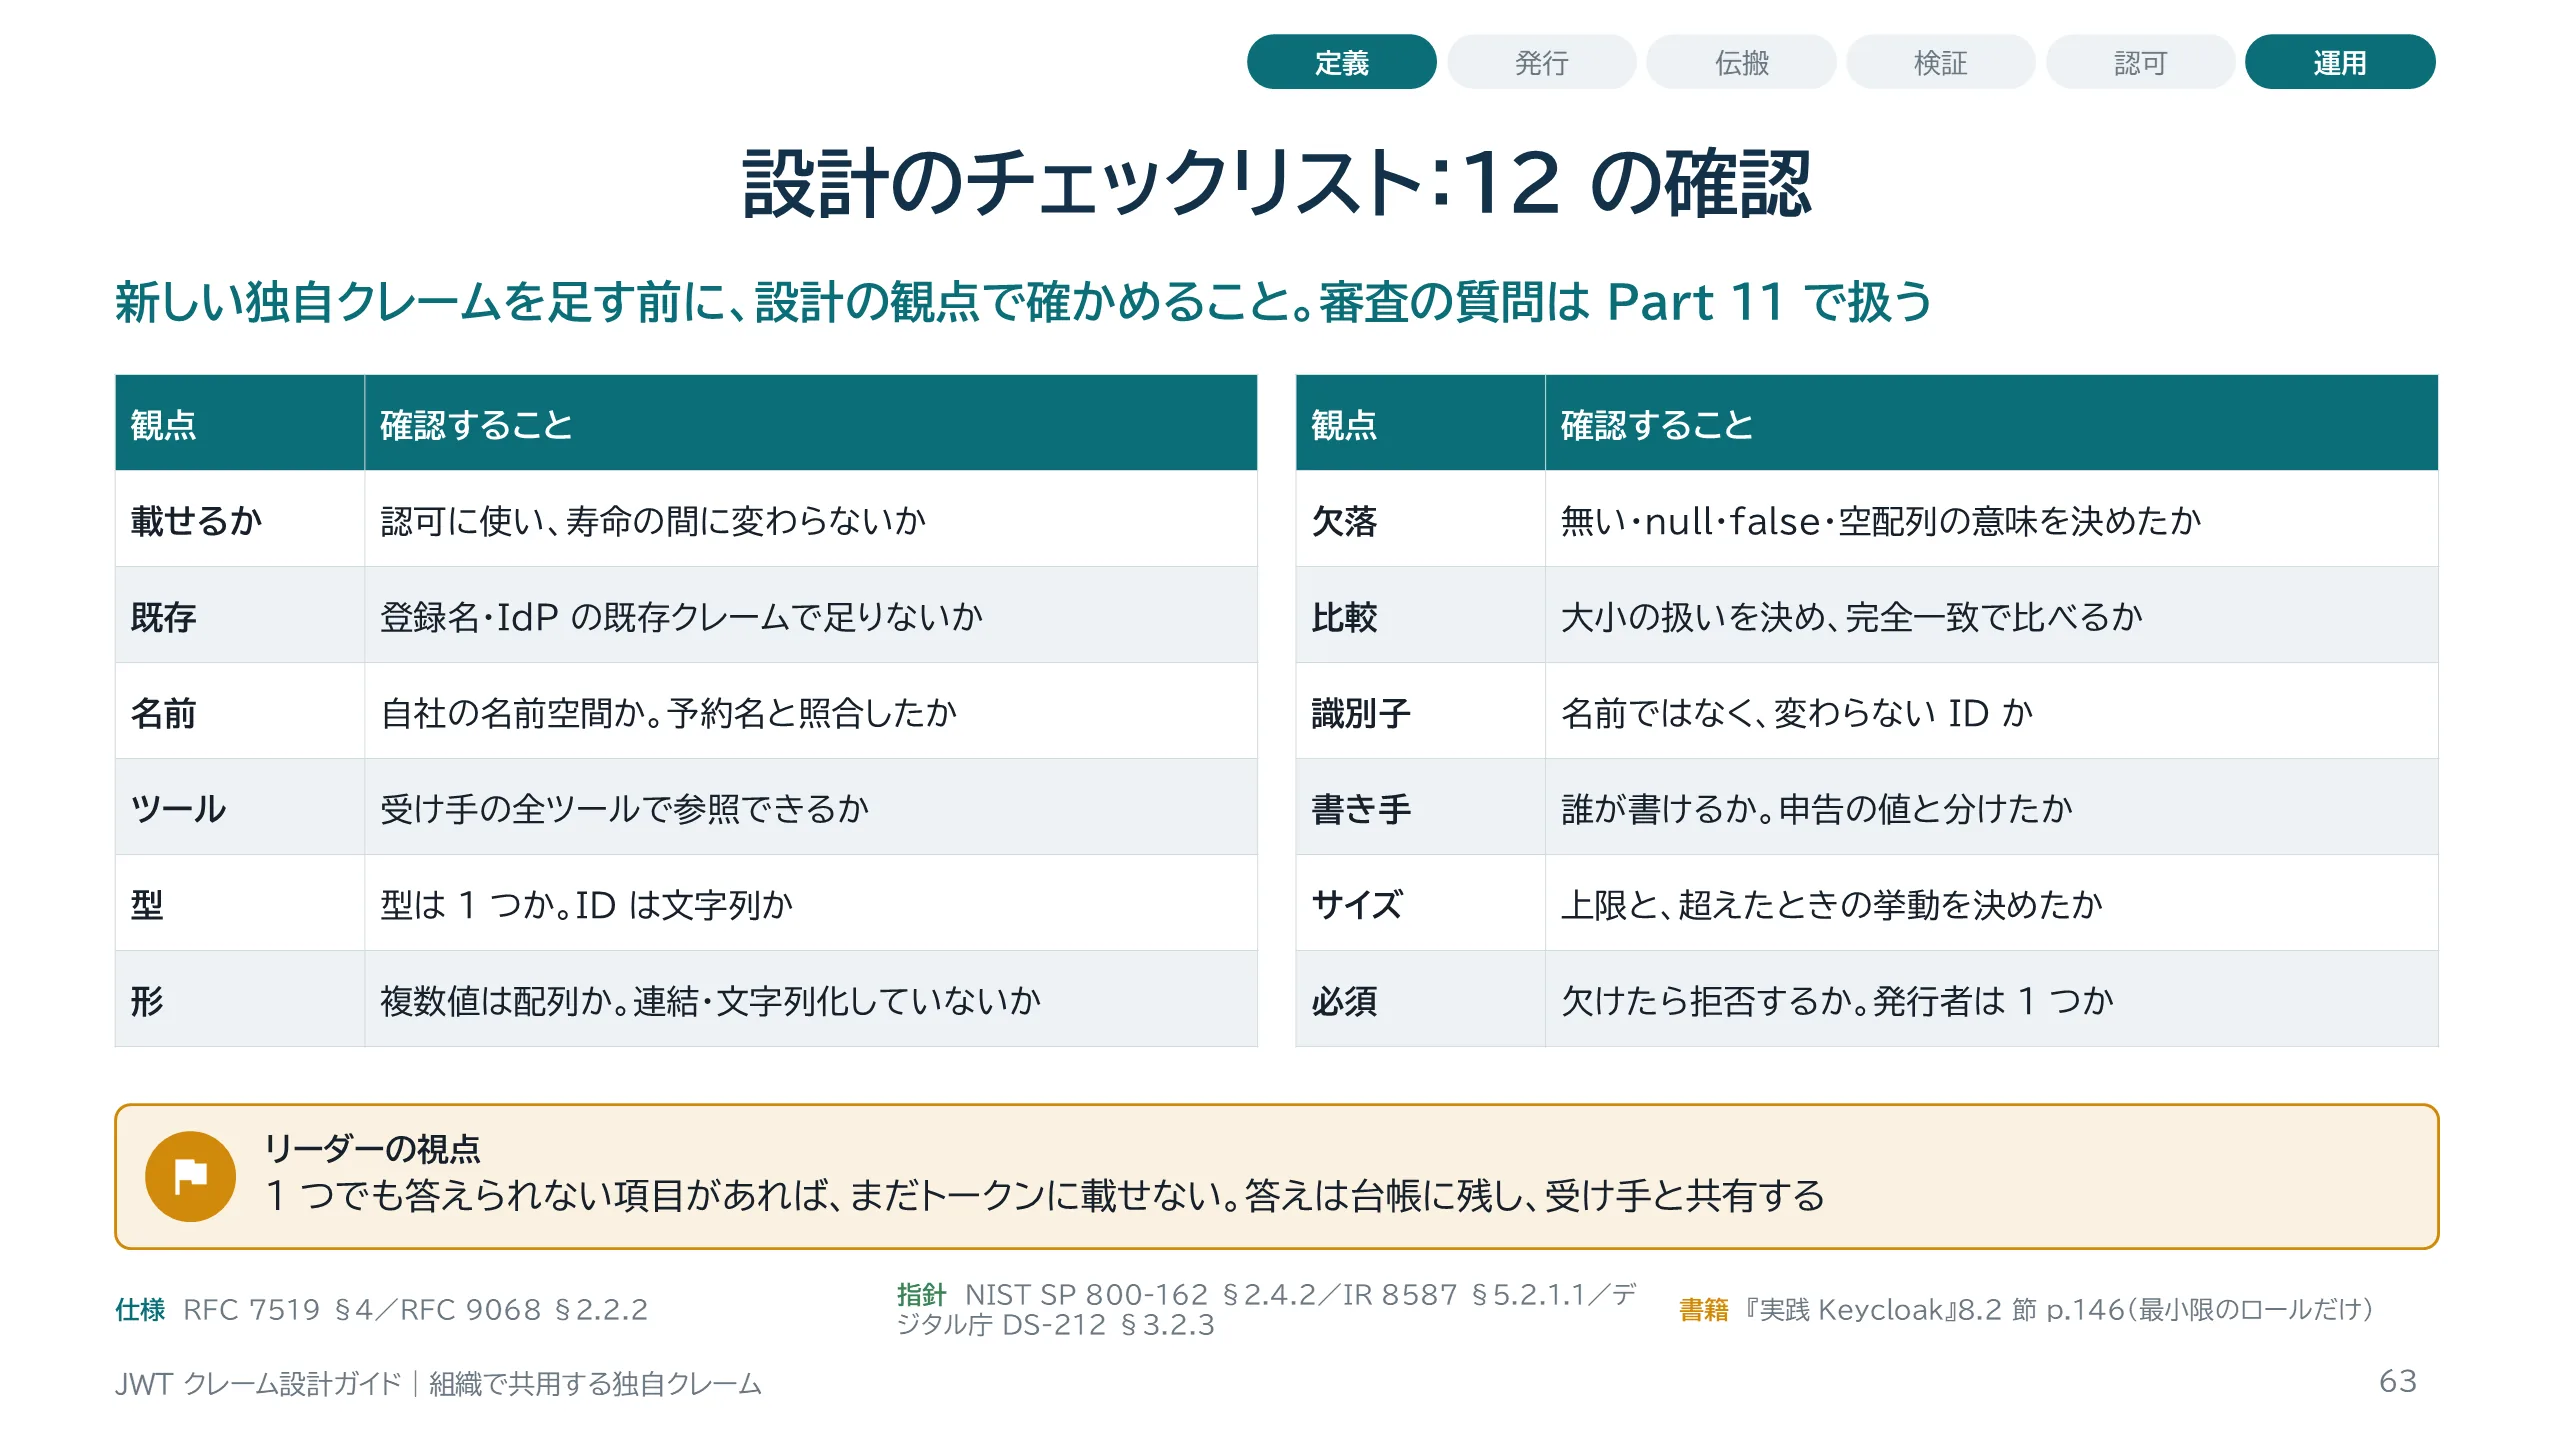 定義
発行
伝搬
検証
認可
運用
設計のチェックリスト：12 の確認
新しい独自クレームを足す前に、設計の観点で確かめること。審査の質問は Part 11 で扱う
観点
確認すること
載せるか
認可に使い、寿命の間に変わらないか
既存
登録名・IdP の既存クレームで足りないか
名前
自社の名前空間か。予約名と照合したか
ツール
受け手の全ツールで参照できるか
型
型は 1 つか。ID は文字列か
形
複数値は配列か。連結・文字列化していないか
観点
確認すること
欠落
無い・null・false・空配列の意味を決めたか
比較
大小の扱いを決め、完全一致で比べるか
識別子
名前ではなく、変わらない ID か
書き手
誰が書けるか。申告の値と分けたか
サイズ
上限と、超えたときの挙動を決めたか
必須
欠けたら拒否するか。発行者は 1 つか
リーダーの視点
1 つでも答えられない項目があれば、まだトークンに載せない。答えは台帳に残し、受け手と共有する
仕様 RFC 7519 §4／RFC 9068 §2.2.2
指針 NIST SP 800-162 §2.4.2／IR 8587 §5.2.1.1／デ
ジタル庁 DS-212 §3.2.3
書籍 『実践 Keycloak』8.2 節 p.146（最小限のロールだけ）
JWT クレーム設計ガイド｜組織で共用する独自クレーム
63